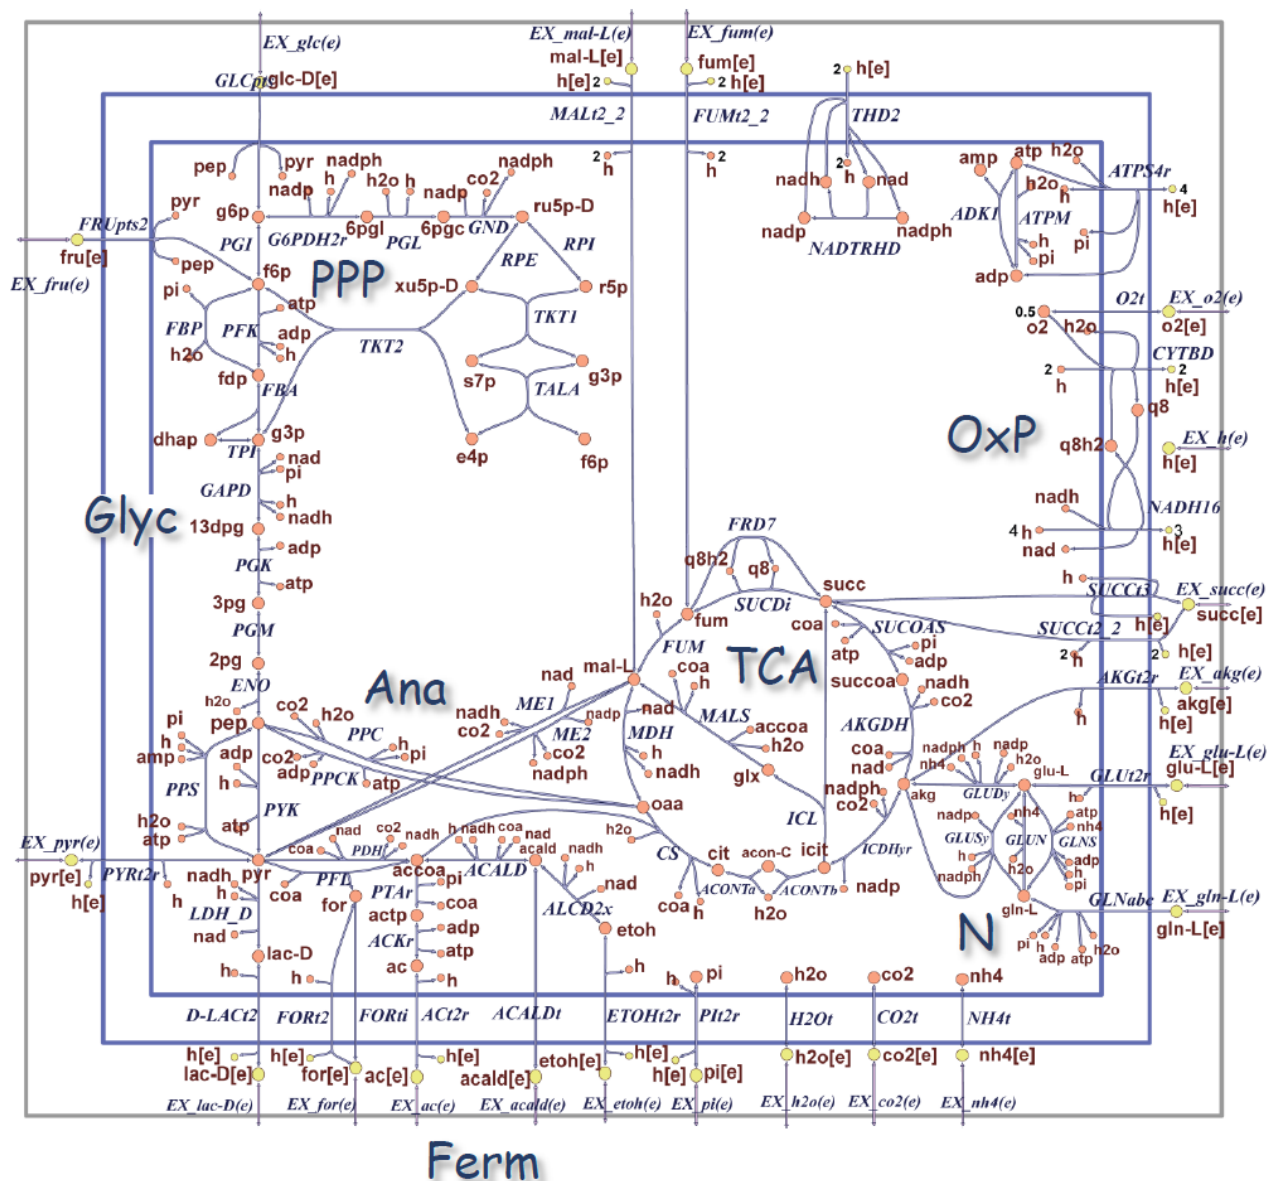 EX_glc(e)
EX_mal-L(e)
EX_fum(e)
mal-L[e]
fum[e]
h[e] 2
2 h[e]
2 h[e]
GLCpts
glc-D[e]
MALt2_2
FUMt2_2
THD2
pep
pyr
nadp
nadph
h
h2o
h
nadp
co2
nadph
2
h
2
h
2
h
nadh
nad
nadp
nadph
NADTRHD
amp
atp
h2o
ATPS4r
h2o
h
4
h[e]
ADK1
ATPM
pi
h
pi
adp
FRUpts2
pyr
g6p
G6PDH2r
6pgl
PGL
6pgc
GND
ru5p-D
fru[e]
EX_fru(e)
pep
PGI
f6p
PPP
RPE
RPI
xu5p-D
r5p
pi
FBP
PFK
atp
adp
h
h2o
fdp
FBA
TKT2
TKT1
s7p
g3p
TALA
dhap
TPI
g3p
e4p
f6p
O2t
EX_o2(e)
0.5
o2
h2o
o2[e]
CYTBD
2
h
2
h[e]
q8
OxP
q8h2
EX_h(e)
h[e]
nadh
NADH16
4 h
3
h[e]
nad
Glyc
nad
pi
GAPD
h
nadh
13dpg
adp
PGK
atp
3pg
PGM
2pg
ENO
h2o
pep
FRD7
q8h2
q8
succ
SUCDi
h2o
fum
FUM
h
SUCCt3
EX_succ(e)
h[e]
succ[e]
SUCCt2_2
2
h
2
h[e]
coa
SUCOAS
atp
pi
adp
TCA
succoa
mal-L
coa
h
nadh
co2
AKGDH
AKGt2r
EX_akg(e)
akg[e]
h
h[e]
Ana
nad
ME1
nadh
co2
nadp
ME2
co2
nadph
nad
MDH
h
nadh
MALS
accoa
h2o
glx
coa
nad
co2
h2o
PPC
h
pi
co2
adp
PPCK
atp
oaa
pi
h
amp
PPS
adp
h
PYK
atp
h2o
atp
ICL
nadph
co2
akg
nadph
h
nh4
nadp
h2o
GLUDy
glu-L
EX_glu-L(e)
glu-L[e]
GLUt2r
h
h[e]
nadp
GLUSy
h
nadph
nh4
GLUN
h2o
atp
nh4
GLNS
adp
h
pi
gln-L
GLNabc
EX_gln-L(e)
gln-L[e]
pi
h
adp
atp
h2o
N
EX_pyr(e)
pyr[e]
h[e]
PYRt2r
h
pyr
nad
coa
PDH
co2
nadh
accoa
h
nadh
coa
nad
ACALD
acald
nadh
h
nad
ALCD2x
etoh
h2o
CS
coa
h
cit
ACONTa
acon-C
ACONTb
h2o
icit
ICDHyr
nadp
nadh
h
LDH_D
nad
coa
PFL
for
PTAr
pi
coa
actp
ACKr
adp
atp
ac
h
lac-D
h
h
h
h
pi
h2o
co2
nh4
D-LACt2
FORt2
FORti
ACt2r
ACALDt
ETOHt2r
PIt2r
H2Ot
CO2t
NH4t
h[e]
lac-D[e]
h[e]
for[e]
h[e]
ac[e]
acald[e]
etoh[e]
h[e]
h[e]
pi[e]
h2o[e]
co2[e]
nh4[e]
EX_lac-D(e)
EX_for(e)
EX_ac(e)
EX_acald(e)
EX_etoh(e)
EX_pi(e)
EX_h2o(e)
EX_co2(e)
EX_nh4(e)
Ferm